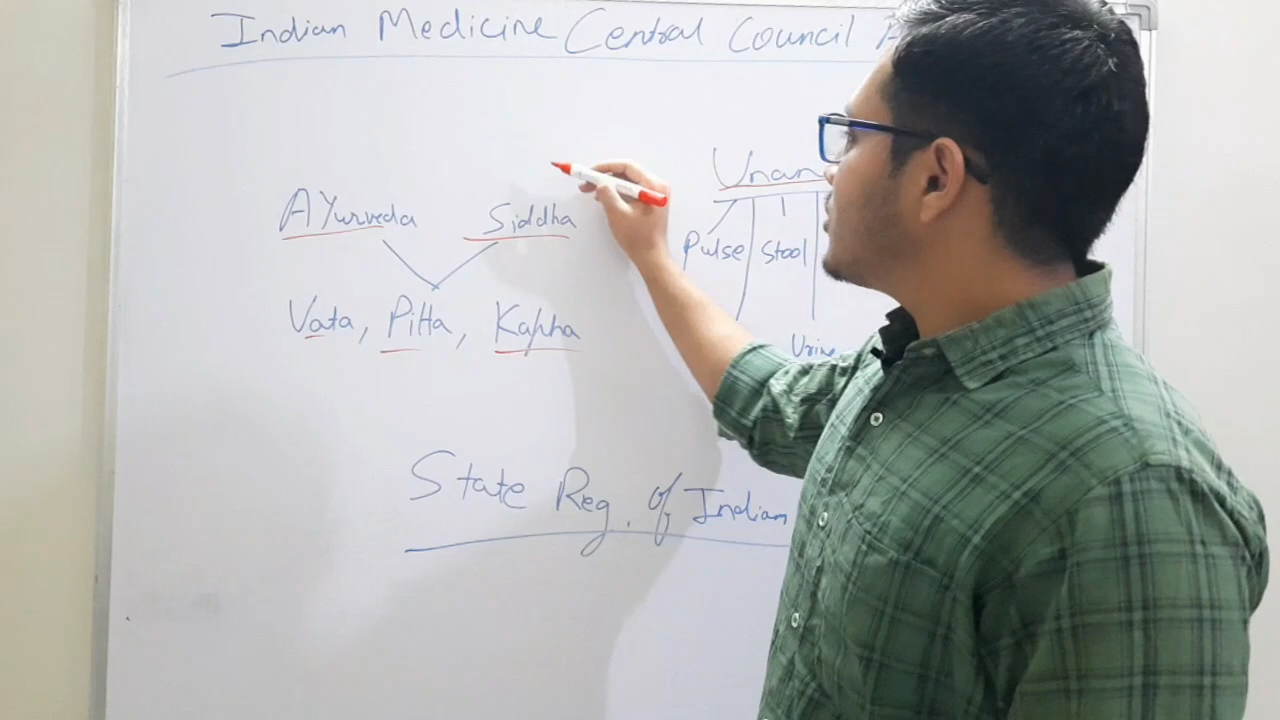 Indian Medicine Central Council A
Unan
Ayurveda Siddha
Pulse Stool
Vata, Pitta, Kapha
Urine
State Reg. of Indian